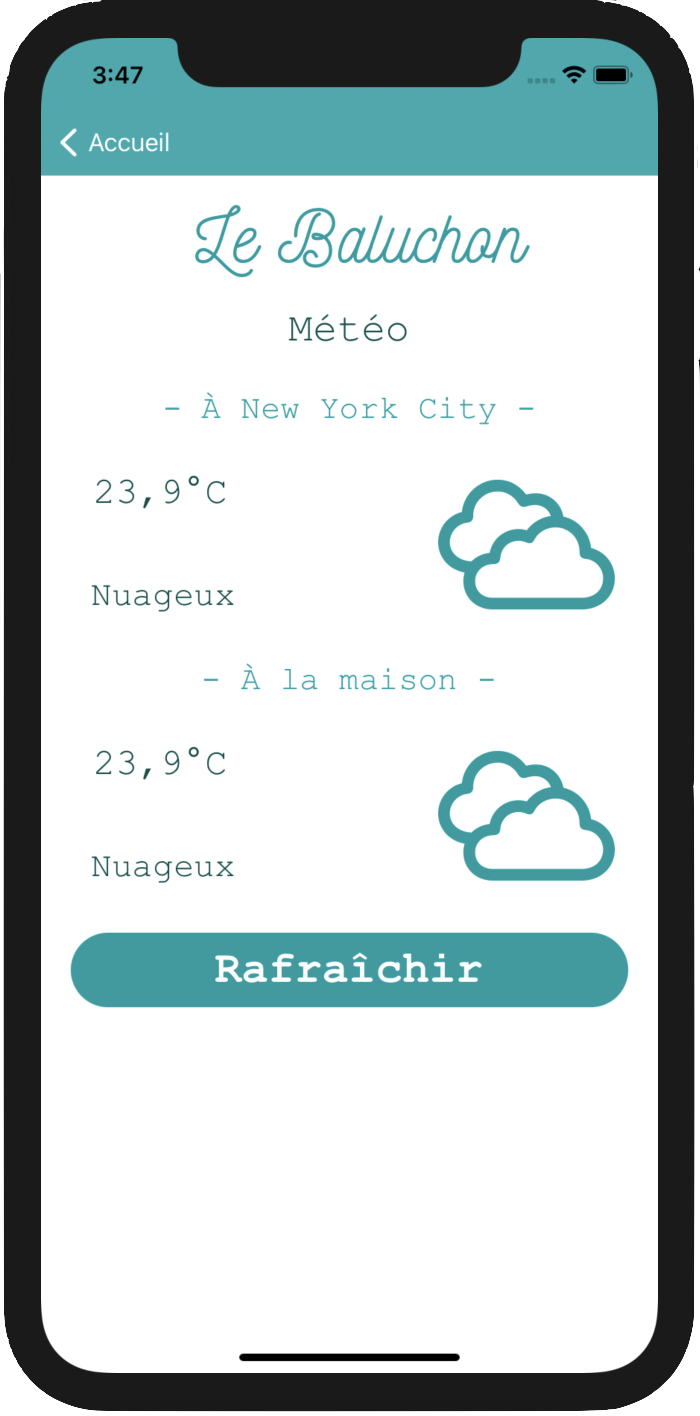 3:47
Accueil
Le Baluchon
Météo
- À New York City -
23,9°C
Nuageux
- À la maison -
23,9°C
Nuageux
Rafraîchir